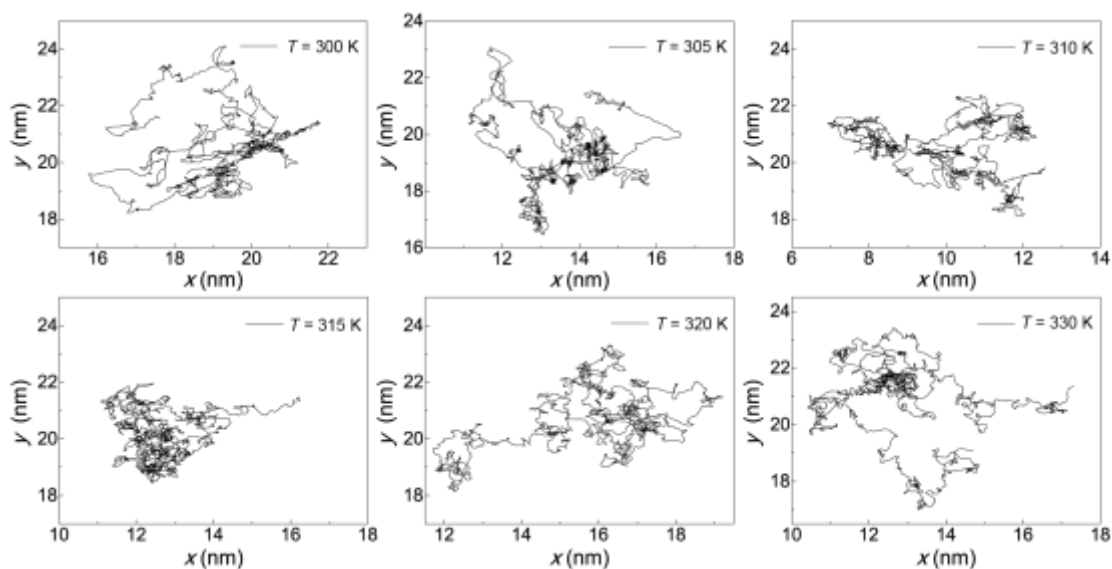 T = 300 K
24
22
20
18
y (nm)
16 18 20 22
x (nm)
T = 305 K
24
22
20
18
16
y (nm)
12 14 16 18
x (nm)
T = 310 K
24
22
20
18
y (nm)
6 8 10 12 14
x (nm)
T = 315 K
24
22
20
18
y (nm)
10 12 14 16 18
x (nm)
T = 320 K
24
22
20
18
y (nm)
12 14 16 18
x (nm)
T = 330 K
24
22
20
18
y (nm)
10 12 14 16 18
x (nm)